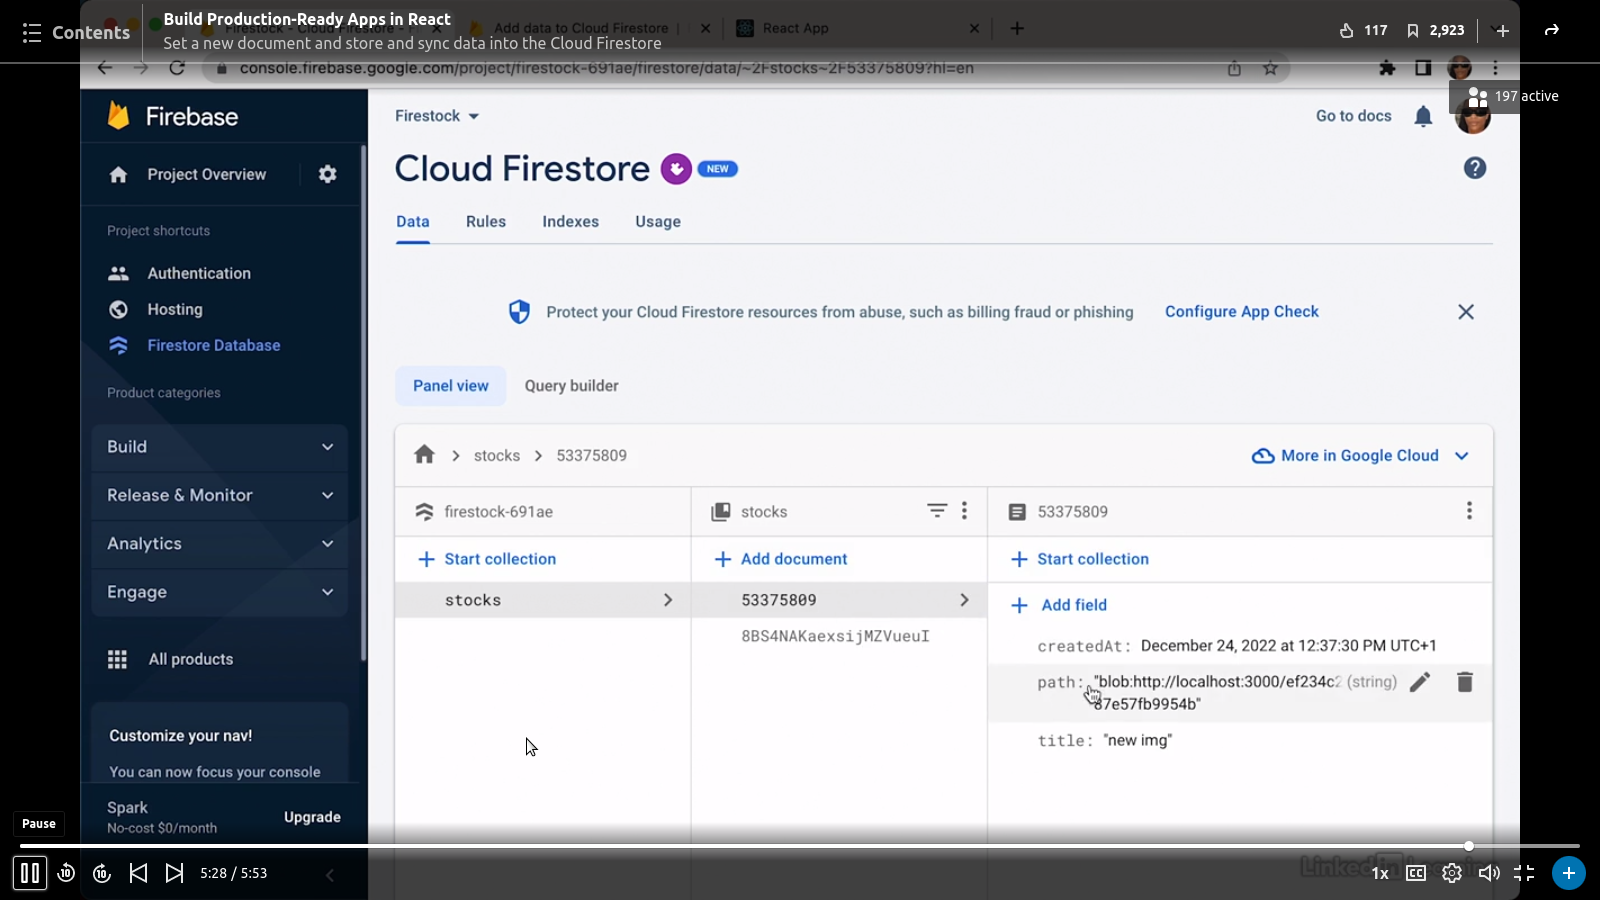 Contents
Build Production-Ready Apps in React
Set a new document and store and sync data into the Cloud Firestore
117
2,923
Add data to Cloud Firestore
React App
console.firebase.google.com/project/firestock-691ae/firestore/data/~2Fstocks~2F53375809?hl=en
197 active
Firebase
Firestock
Go to docs
Project Overview
Cloud Firestore
NEW
Project shortcuts
Data
Rules
Indexes
Usage
Authentication
Hosting
Firestore Database
Protect your Cloud Firestore resources from abuse, such as billing fraud or phishing
Configure App Check
Product categories
Panel view
Query builder
Build
Release & Monitor
Analytics
Engage
All products
stocks > 53375809
More in Google Cloud
firestock-691ae
stocks
53375809
+ Start collection
+ Add document
+ Start collection
stocks
53375809
+ Add field
8BS4NAKaexsijMZVueuI
createdAt: December 24, 2022 at 12:37:30 PM UTC+1
path: "blob:http://localhost:3000/ef234c2 (string)
87e57fb9954b"
title: "new img"
Customize your nav!
You can now focus your console
Spark
No-cost $0/month
Upgrade
Pause
5:28 / 5:53
1x
CC